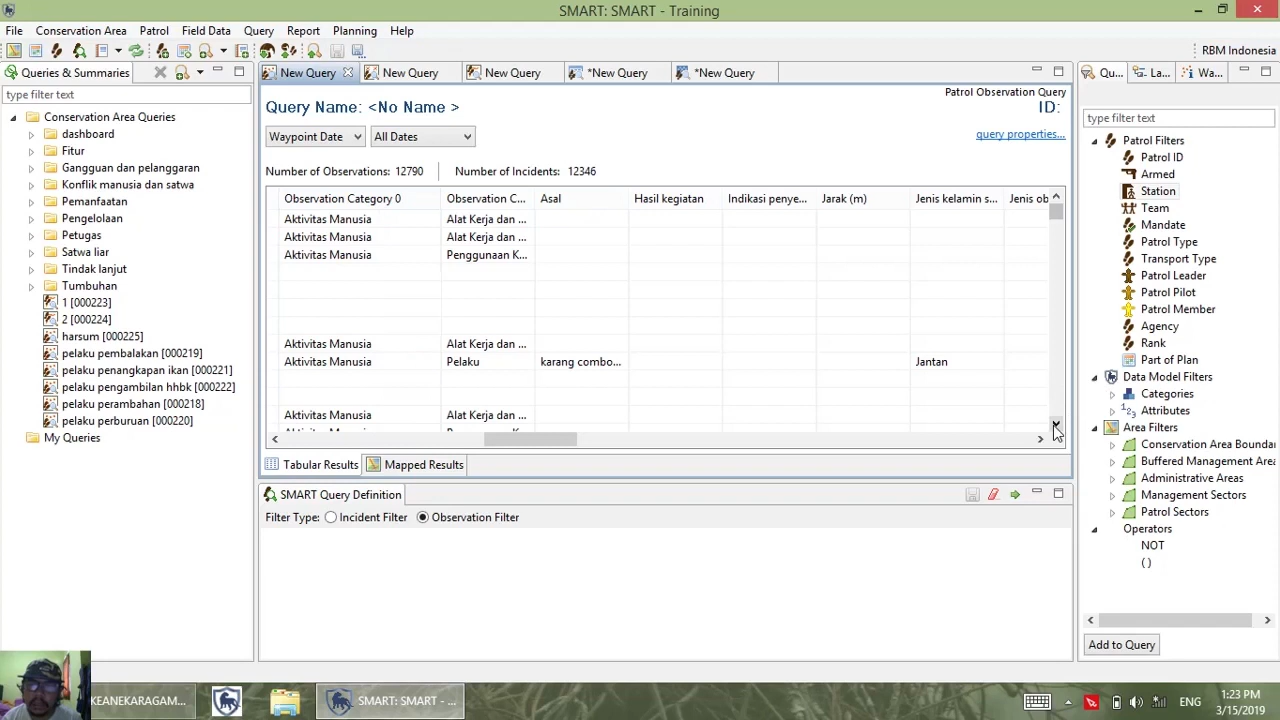 SMART: SMART - Training
File Conservation Area Patrol Field Data Query Report Planning Help
RBM Indonesia
Queries & Summaries
type filter text
Conservation Area Queries
dashboard
Fitur
Gangguan dan pelanggaran
Konflik manusia dan satwa
Pemanfaatan
Pengelolaan
Petugas
Satwa liar
Tindak lanjut
Tumbuhan
1 [000223]
2 [000224]
harsum [000225]
pelaku pembalakan [000219]
pelaku penangkapan ikan [000221]
pelaku pengambilan hhbk [000222]
pelaku perambahan [000218]
pelaku perburuan [000220]
My Queries
New Query New Query New Query *New Query *New Query
Patrol Observation Query
Query Name: <No Name > ID:
Waypoint Date All Dates query properties...
Number of Observations: 12790 Number of Incidents: 12346
Observation Category 0 Observation C... Asal Hasil kegiatan Indikasi penye... Jarak (m) Jenis kelamin s... Jenis ob
Aktivitas Manusia Alat Kerja dan ...
Aktivitas Manusia Alat Kerja dan ...
Aktivitas Manusia Penggunaan K...
Aktivitas Manusia Alat Kerja dan ...
Aktivitas Manusia Pelaku karang combo... Jantan
Aktivitas Manusia Alat Kerja dan ...
Tabular Results Mapped Results
SMART Query Definition
Filter Type: Incident Filter Observation Filter
Qu... La... Wa...
type filter text
Patrol Filters
Patrol ID
Armed
Station
Team
Mandate
Patrol Type
Transport Type
Patrol Leader
Patrol Pilot
Patrol Member
Agency
Rank
Part of Plan
Data Model Filters
Categories
Attributes
Area Filters
Conservation Area Bounda
Buffered Management Area
Administrative Areas
Management Sectors
Patrol Sectors
Operators
NOT
( )
Add to Query
KEANEKARAGAM... SMART: SMART - ... ENG 1:23 PM
3/15/2019